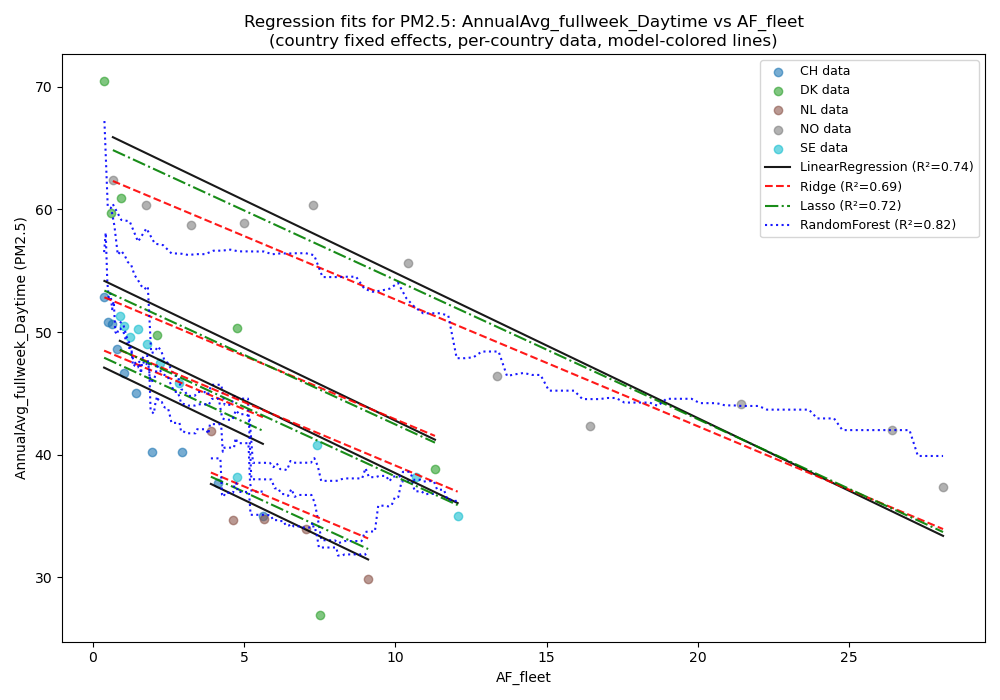 Regression fits for PM2.5: AnnualAvg_fullweek_Daytime vs AF_fleet
(country fixed effects, per-country data, model-colored lines)
CH data
DK data
NL data
NO data
SE data
LinearRegression (R²=0.74)
Ridge (R²=0.69)
Lasso (R²=0.72)
RandomForest (R²=0.82)
AnnualAvg_fullweek_Daytime (PM2.5)
70
60
50
40
30
0 5 10 15 20 25
AF_fleet